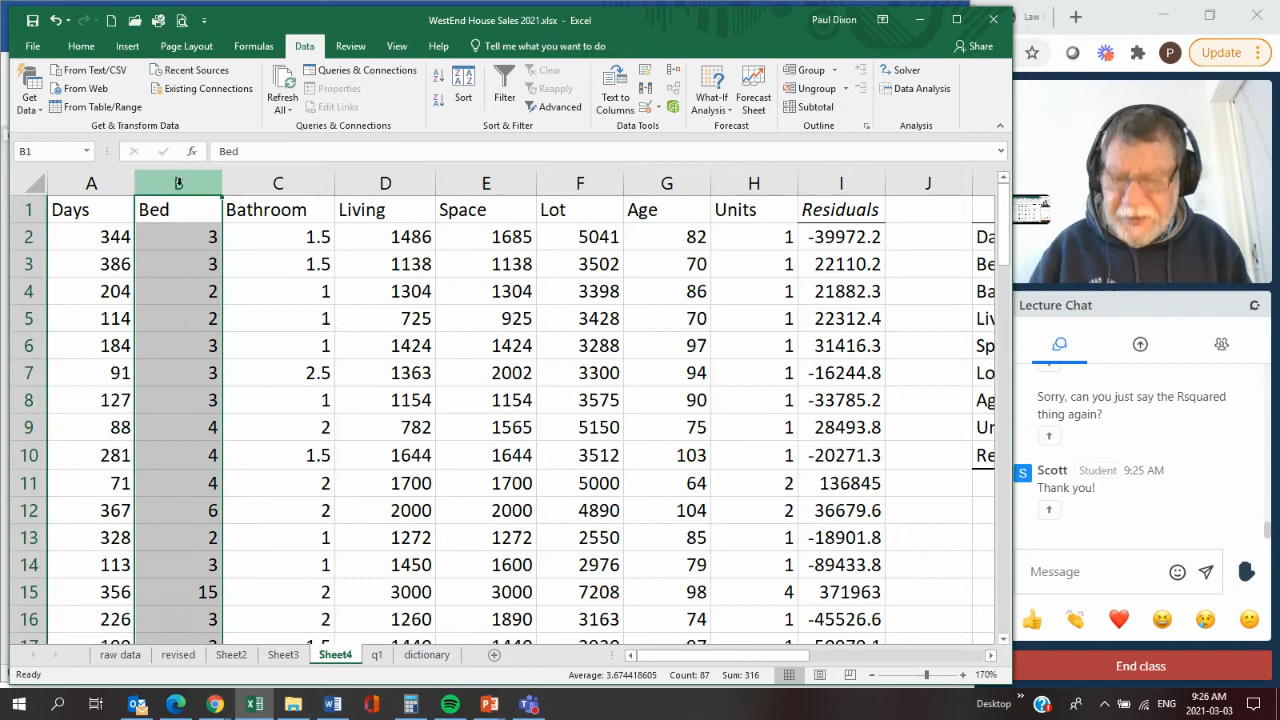 WestEnd House Sales 2021.xlsx - Excel
Paul Dixon
Law
File Home Insert Page Layout Formulas Data Review View Help Tell me what you want to do Share
P Update
Get Data
From Text/CSV
From Web
From Table/Range
Recent Sources
Existing Connections
Get & Transform Data
Refresh All
Queries & Connections
Properties
Edit Links
Queries & Connections
Sort
Filter
Clear
Reapply
Advanced
Sort & Filter
Text to Columns
Data Tools
What-If Analysis
Forecast Sheet
Forecast
Group
Ungroup
Subtotal
Outline
Solver
Data Analysis
Analysis
B1 fx Bed
A B C D E F G H I J
1 Days Bed Bathroom Living Space Lot Age Units Residuals
2 344 3 1.5 1486 1685 5041 82 1 -39972.2 Da
3 386 3 1.5 1138 1138 3502 70 1 22110.2 Be
4 204 2 1 1304 1304 3398 86 1 21882.3 Ba
5 114 2 1 725 925 3428 70 1 22312.4 Liv
6 184 3 1 1424 1424 3288 97 1 31416.3 Sp
7 91 3 2.5 1363 2002 3300 94 1 -16244.8 Lo
8 127 3 1 1154 1154 3575 90 1 -33785.2 Ag
9 88 4 2 782 1565 5150 75 1 28493.8 Un
10 281 4 1.5 1644 1644 3512 103 1 -20271.3 Re
11 71 4 2 1700 1700 5000 64 2 136845
12 367 6 2 2000 2000 4890 104 2 36679.6
13 328 2 1 1272 1272 2550 85 1 -18901.8
14 113 3 1 1450 1600 2976 79 1 -89433.8
15 356 15 2 3000 3000 7208 98 4 371963
16 226 3 2 1260 1890 3163 74 1 -45526.6
raw data revised Sheet2 Sheet3 Sheet4 q1 dictionary
Ready Average: 3.674418605 Count: 87 Sum: 316 170%
Lecture Chat
Sorry, can you just say the Rsquared
thing again?
S Scott Student 9:25 AM
Thank you!
Message
End class
Desktop ENG 9:26 AM
2021-03-03